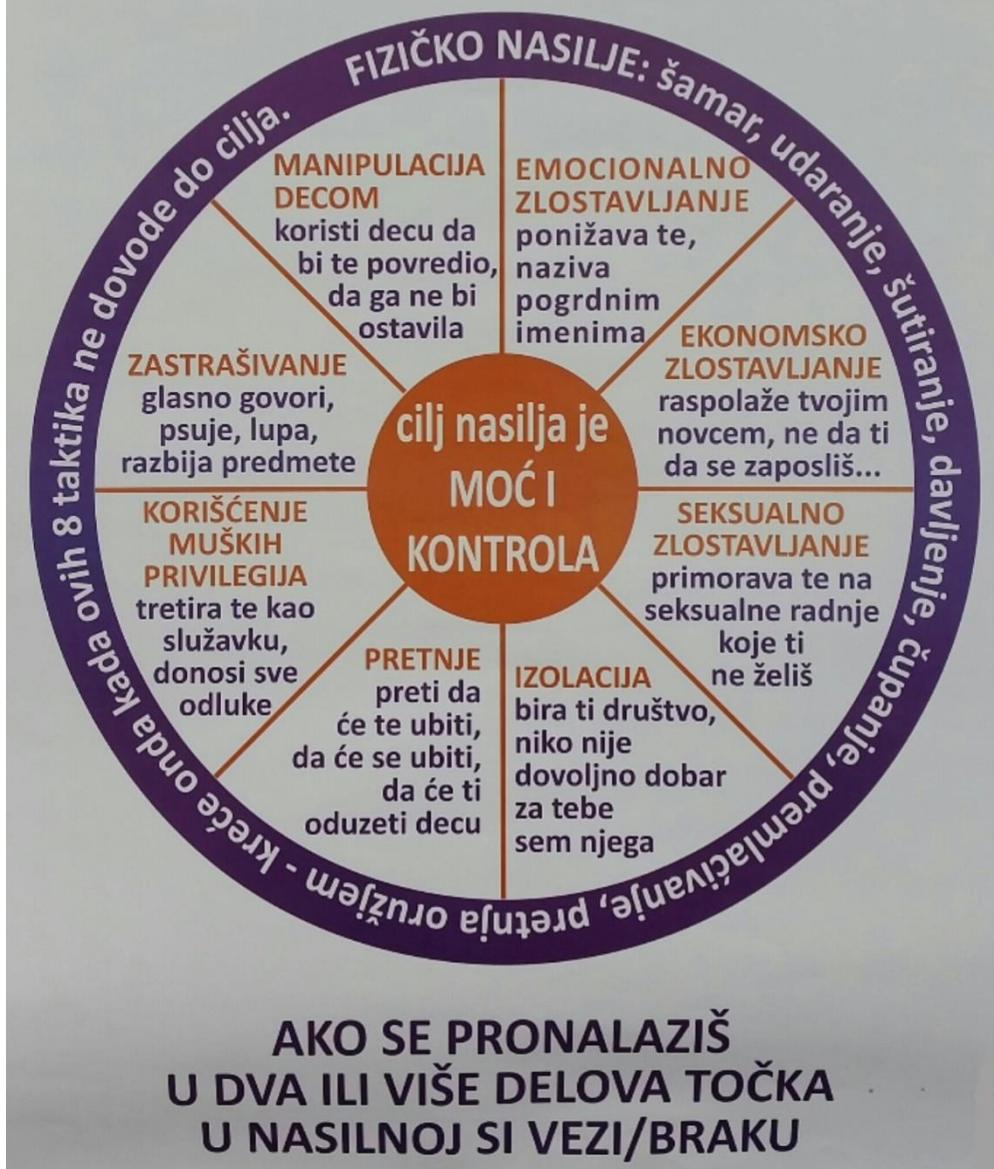 FIZIČKO NASILJE: šamar, udaranje, šutiranje, davljenje, čupanje, premlaćivanje, pretnja oružjem - kreće onda kada ovih 8 taktika ne dovode do cilja.
MANIPULACIJA
DECOM
koristi decu da
bi te povredio,
da ga ne bi
ostavila
EMOCIONALNO
ZLOSTAVLJANJE
ponižava te,
naziva
pogrdnim
imenima
EKONOMSKO
ZLOSTAVLJANJE
raspolaže tvojim
novcem, ne da ti
da se zaposliš...
SEKSUALNO
ZLOSTAVLJANJE
primorava te na
seksualne radnje
koje ti
ne želiš
IZOLACIJA
bira ti društvo,
niko nije
dovoljno dobar
za tebe
sem njega
PRETNJE
preti da
će te ubiti,
da će se ubiti,
da će ti
oduzeti decu
KORIŠĆENJE
MUŠKIH
PRIVILEGIJA
tretira te kao
služavku,
donosi sve
odluke
ZASTRAŠIVANJE
glasno govori,
psuje, lupa,
razbija predmete
cilj nasilja je
MOĆ I
KONTROLA
AKO SE PRONALAZIŠ
U DVA ILI VIŠE DELOVA TOČKA
U NASILNOJ SI VEZI/BRAKU